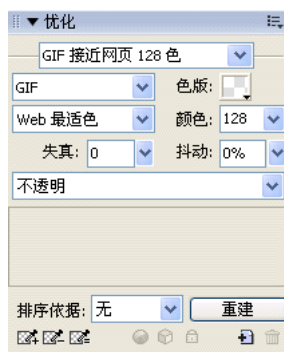 优化
GIF 接近网页 128 色
GIF 色版:
Web 最适色 颜色: 128
失真: 0 抖动: 0%
不透明
排序依据: 无 重建